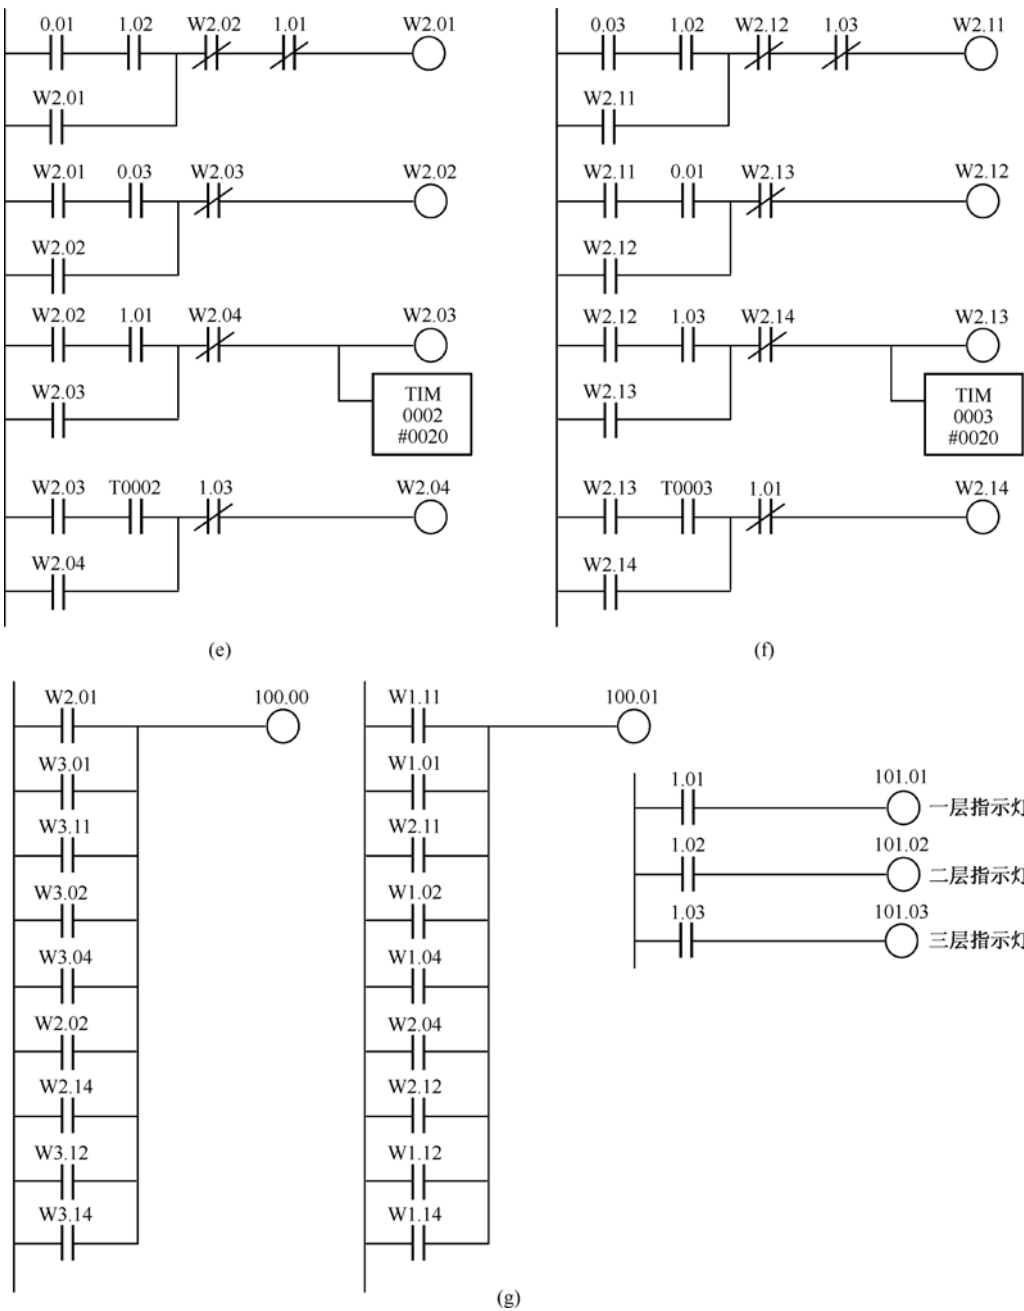 0.01 1.02 W2.02 1.01 W2.01
W2.01
W2.01 0.03 W2.03 W2.02
W2.02
W2.02 1.01 W2.04 W2.03
W2.03
TIM
0002
#0020
W2.03 T0002 1.03 W2.04
W2.04
(e)
0.03 1.02 W2.12 1.03 W2.11
W2.11
W2.11 0.01 W2.13 W2.12
W2.12
W2.12 1.03 W2.14 W2.13
W2.13
TIM
0003
#0020
W2.13 T0003 1.01 W2.14
W2.14
(f)
W2.01 100.00
W3.01
W3.11
W3.02
W3.04
W2.02
W2.14
W3.12
W3.14
W1.11 100.01
W1.01
W2.11
W1.02
W1.04
W2.04
W2.12
W1.12
W1.14
1.01 101.01 一层指示灯
1.02 101.02 二层指示灯
1.03 101.03 三层指示灯
(g)